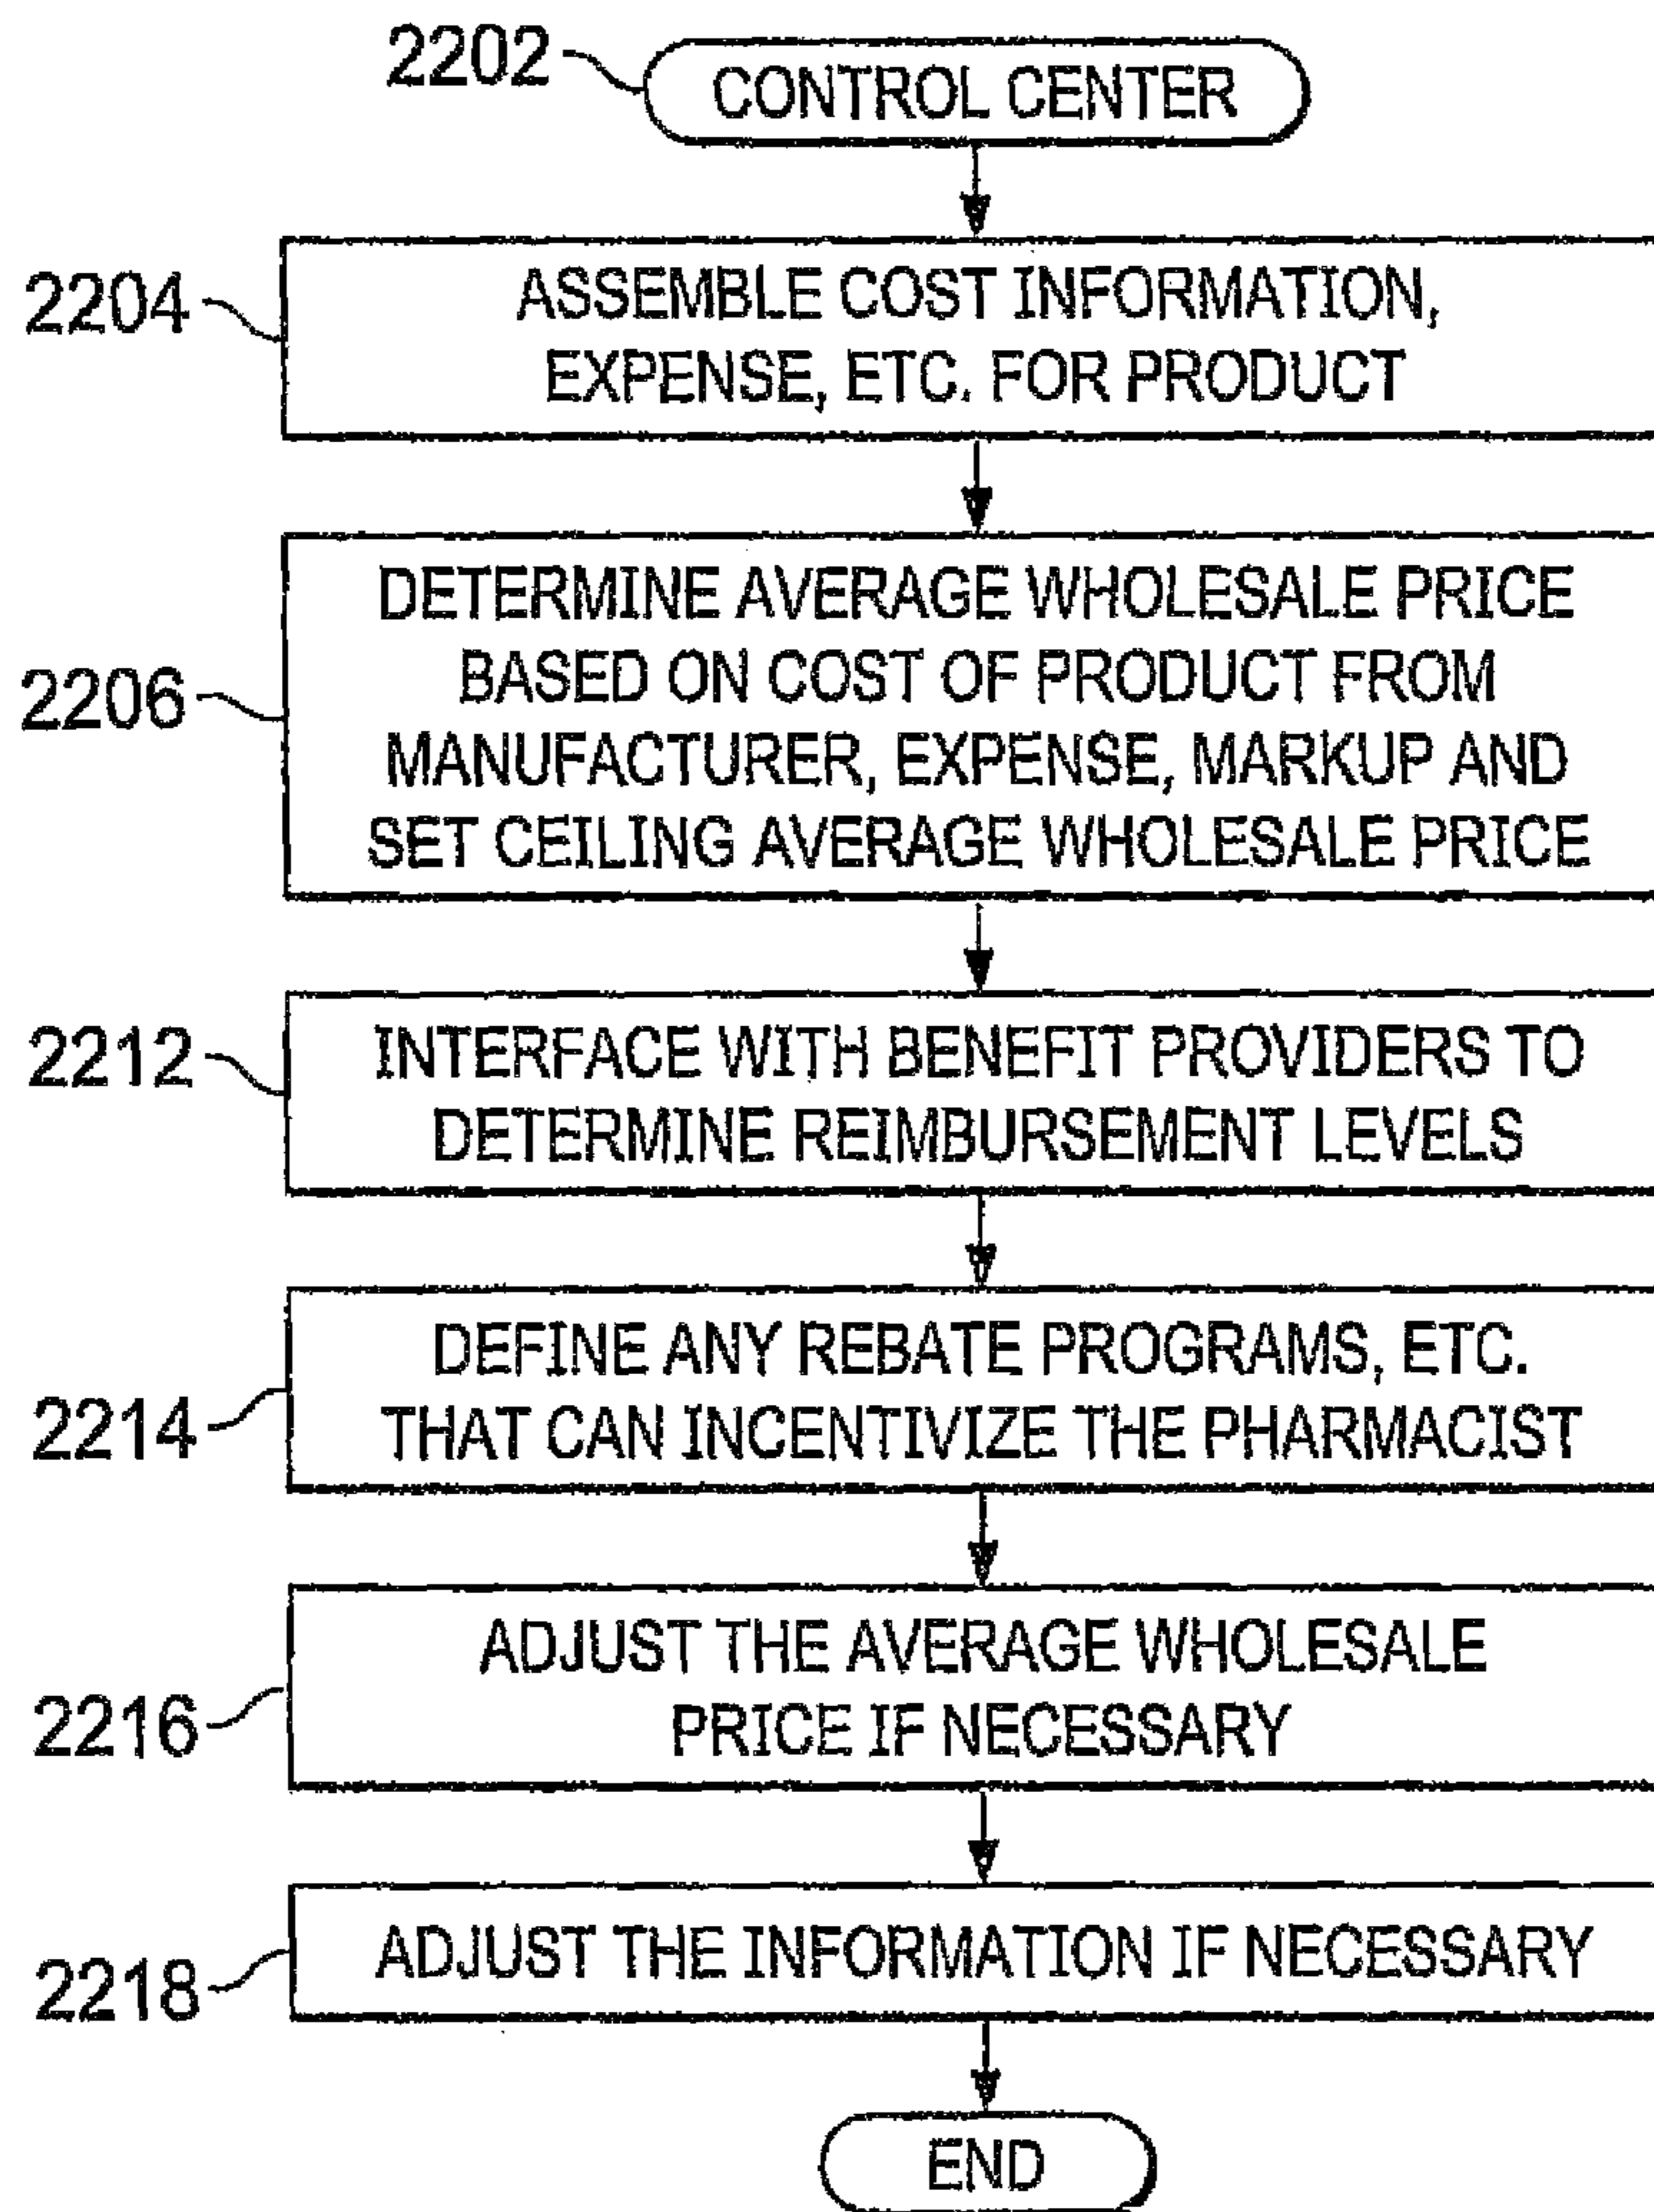 2202
CONTROL CENTER
2204
ASSEMBLE COST INFORMATION,
EXPENSE, ETC. FOR PRODUCT
2206
DETERMINE AVERAGE WHOLESALE PRICE
BASED ON COST OF PRODUCT FROM
MANUFACTURER, EXPENSE, MARKUP AND
SET CEILING AVERAGE WHOLESALE PRICE
2212
INTERFACE WITH BENEFIT PROVIDERS TO
DETERMINE REIMBURSEMENT LEVELS
2214
DEFINE ANY REBATE PROGRAMS, ETC.
THAT CAN INCENTIVIZE THE PHARMACIST
2216
ADJUST THE AVERAGE WHOLESALE
PRICE IF NECESSARY
2218
ADJUST THE INFORMATION IF NECESSARY
END